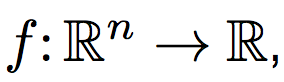 f: ℝⁿ → ℝ,